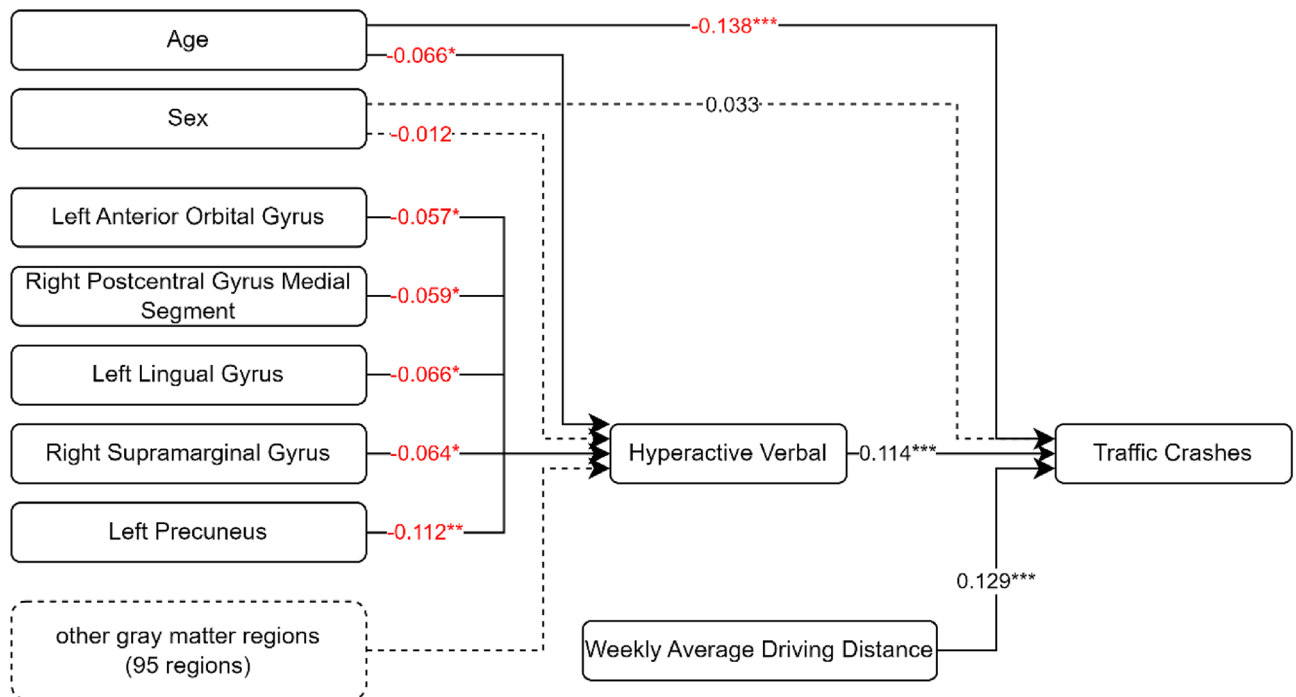 Age
-0.138***
-0.066*
Sex
0.033
-0.012
Left Anterior Orbital Gyrus
-0.057*
Right Postcentral Gyrus Medial
Segment
-0.059*
Left Lingual Gyrus
-0.066*
Right Supramarginal Gyrus
-0.064*
Hyperactive Verbal
0.114***
Traffic Crashes
Left Precuneus
-0.112**
0.129***
other gray matter regions
(95 regions)
Weekly Average Driving Distance